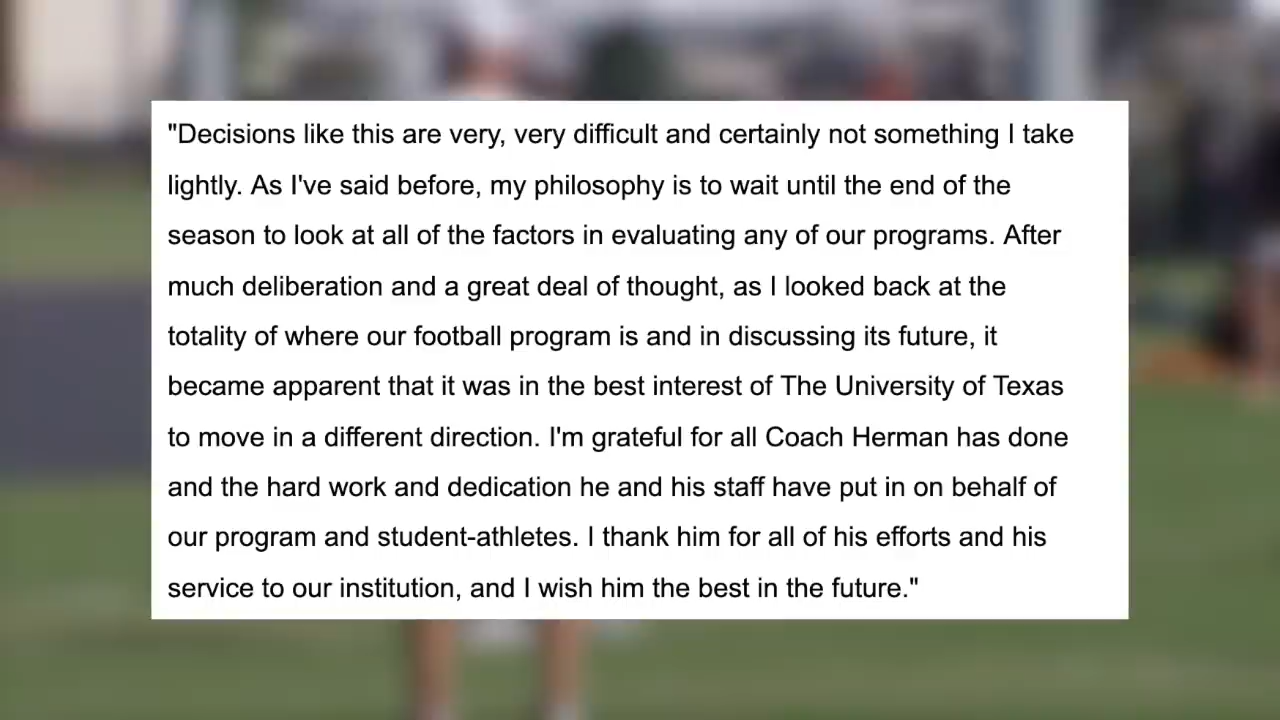 "Decisions like this are very, very difficult and certainly not something I take
lightly. As I've said before, my philosophy is to wait until the end of the
season to look at all of the factors in evaluating any of our programs. After
much deliberation and a great deal of thought, as I looked back at the
totality of where our football program is and in discussing its future, it
became apparent that it was in the best interest of The University of Texas
to move in a different direction. I'm grateful for all Coach Herman has done
and the hard work and dedication he and his staff have put in on behalf of
our program and student-athletes. I thank him for all of his efforts and his
service to our institution, and I wish him the best in the future."